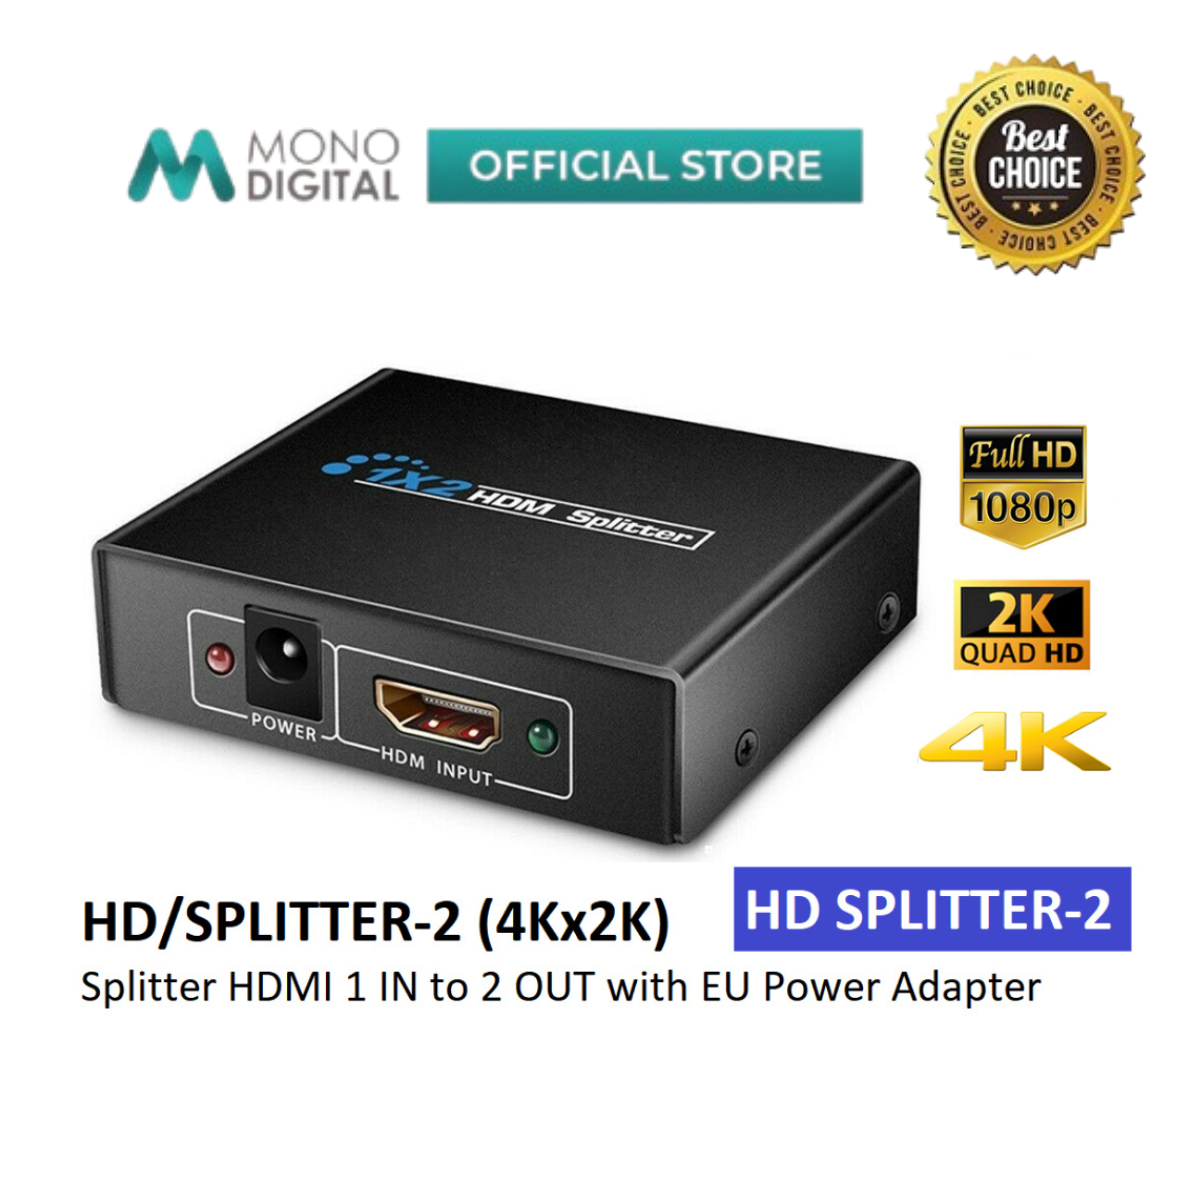 MONO
DIGITAL
OFFICIAL STORE
BEST CHOICE · BEST CHOICE · BEST CHOICE · BEST CHOICE ·
Best
CHOICE
Full HD
1080p
1X2 HDM Splitter
2K
QUAD HD
4K
POWER
HDM INPUT
HD/SPLITTER-2 (4Kx2K)
HD SPLITTER-2
Splitter HDMI 1 IN to 2 OUT with EU Power Adapter